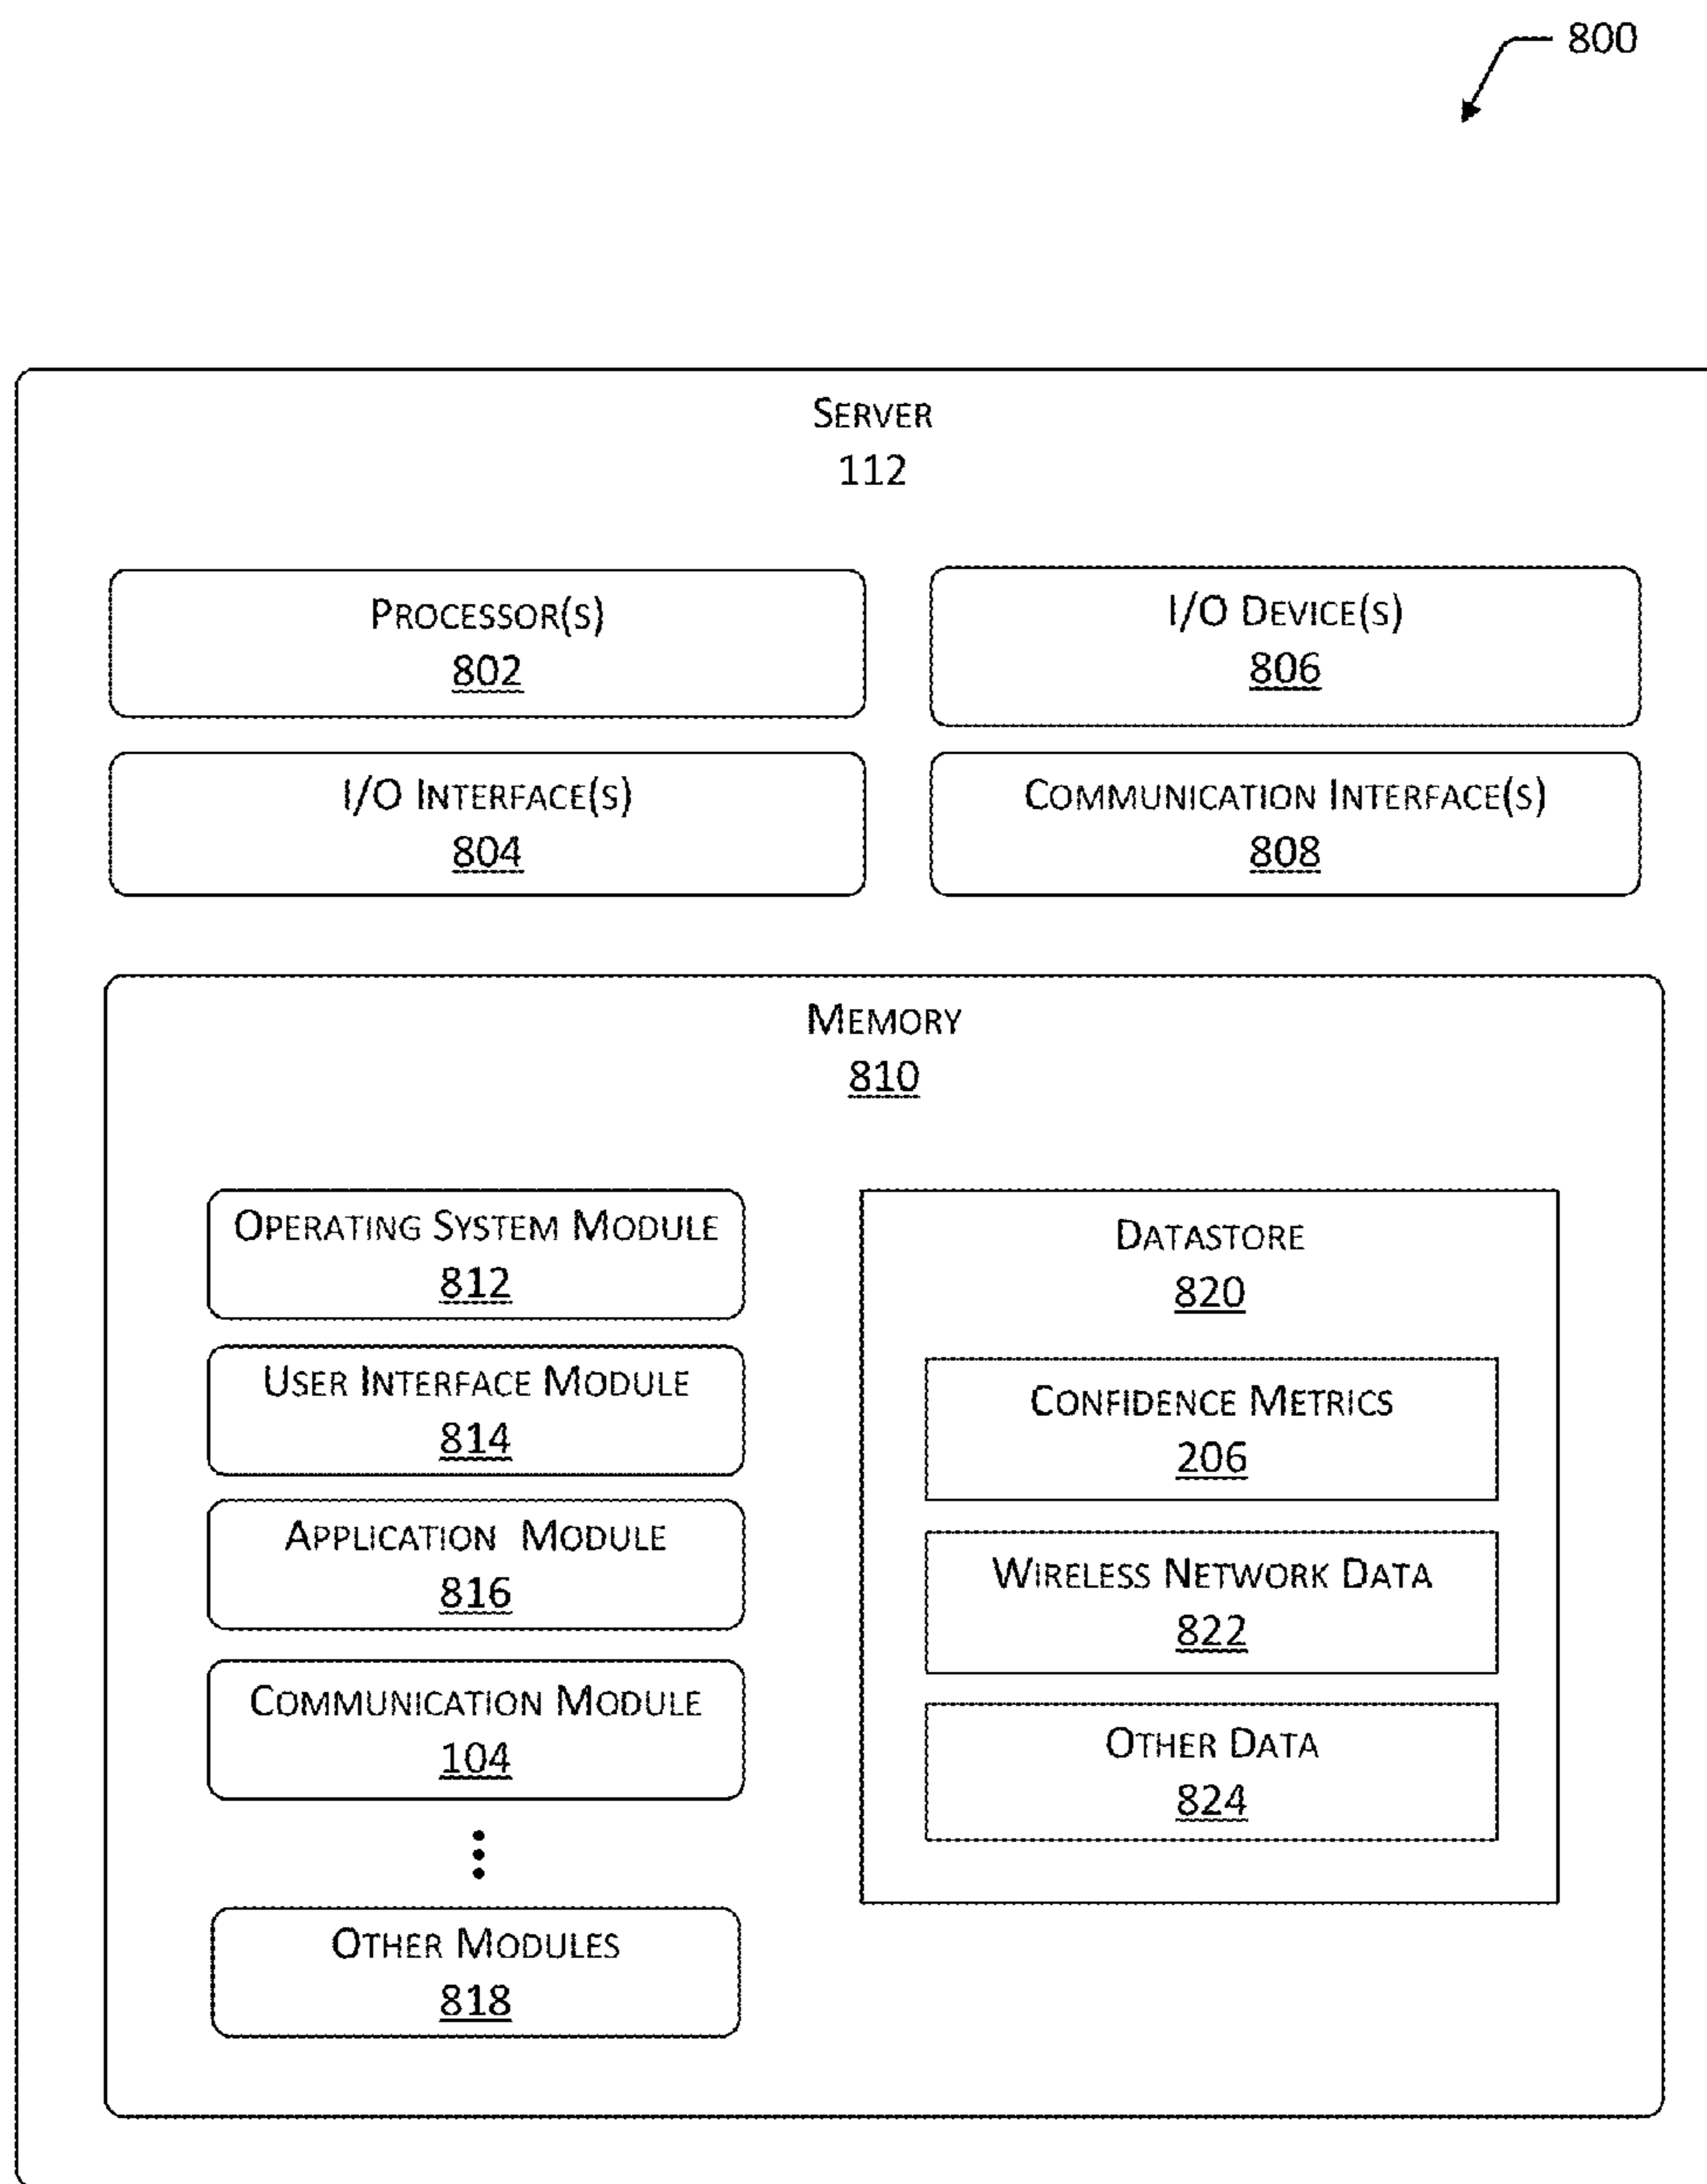 800
SERVER
112
PROCESSOR(S)
802
I/O DEVICE(S)
806
I/O INTERFACE(S)
804
COMMUNICATION INTERFACE(S)
808
MEMORY
810
OPERATING SYSTEM MODULE
812
USER INTERFACE MODULE
814
APPLICATION MODULE
816
COMMUNICATION MODULE
104
OTHER MODULES
818
DATASTORE
820
CONFIDENCE METRICS
206
WIRELESS NETWORK DATA
822
OTHER DATA
824